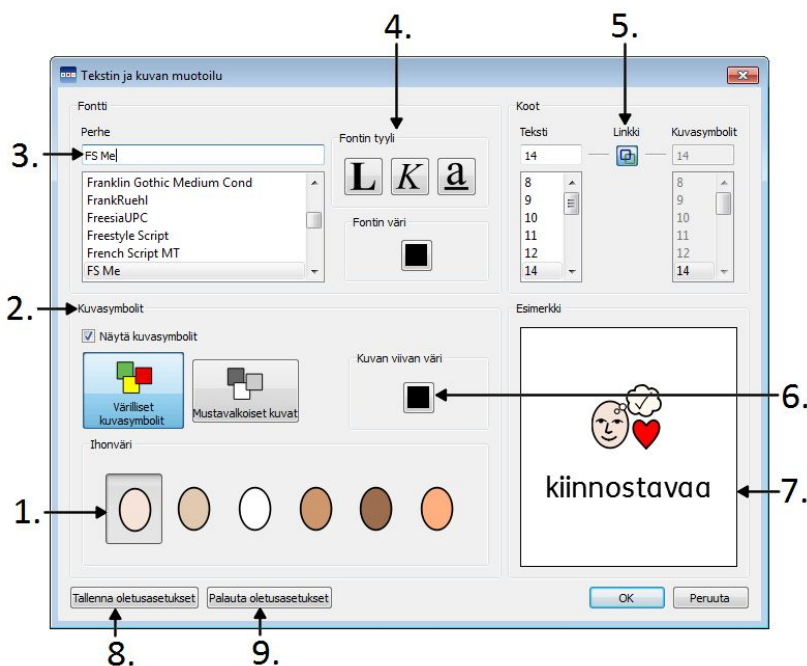 4.
5.
Tekstin ja kuvan muotoilu
Fontti
Koot
Perhe
Fontin tyyli
Teksti
Linkki
Kuvasymbolit
3.
FS Me
L K a
14
14
Franklin Gothic Medium Cond
FrankRuehl
FreesiaUPC
Freestyle Script
French Script MT
FS Me
Fontin väri
8
9
10
11
12
14
8
9
10
11
12
14
2.
Kuvasymbolit
Esimerkki
Näytä kuvasymbolit
Värilliset
kuvasymbolit
Mustavalkoiset kuvat
Kuvan viivan väri
6.
Ihonväri
kiinnostavaa
7.
1.
Tallenna oletusasetukset
Palauta oletusasetukset
OK
Peruuta
8.
9.